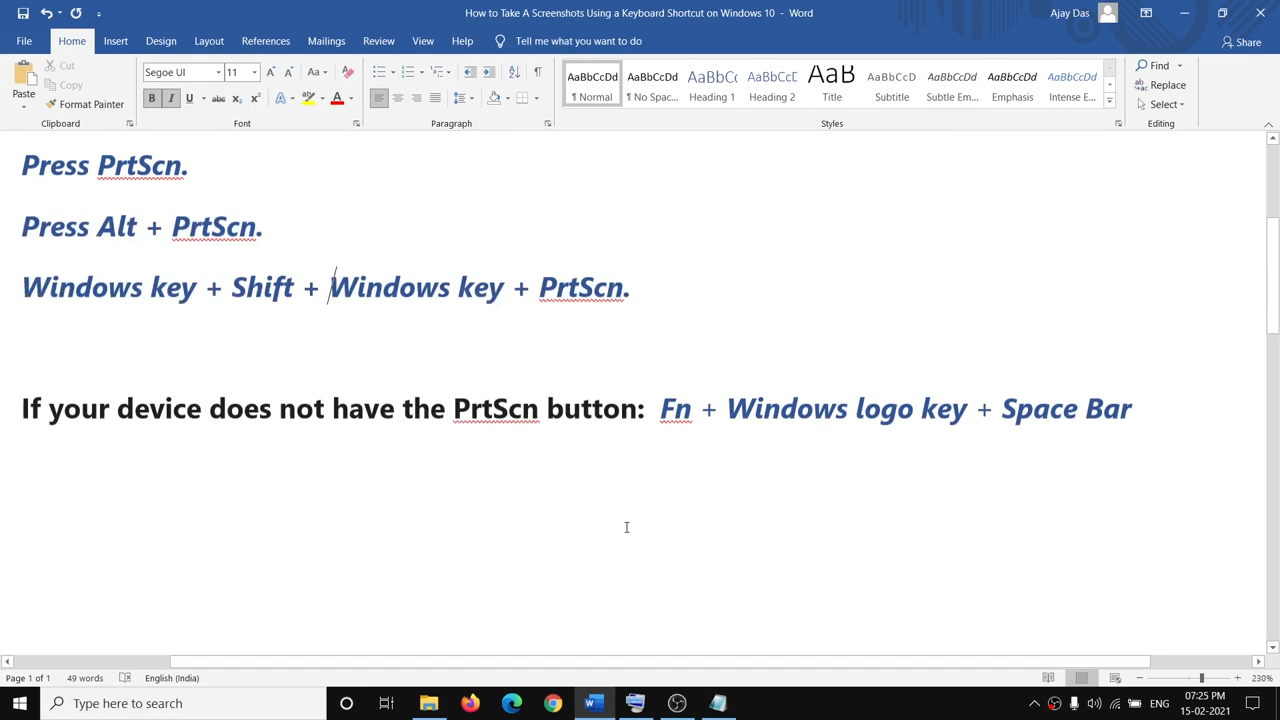 How to Take A Screenshots Using a Keyboard Shortcut on Windows 10 - Word
Ajay Das
File Home Insert Design Layout References Mailings Review View Help Tell me what you want to do
Share
Paste
Cut
Copy
Format Painter
Clipboard
Segoe UI 11
Font
Paragraph
AaBbCcDd AaBbCcDd AaBbCc AaBbCcD AaB AaBbCcD AaBbCcDd AaBbCcDd AaBbCcDd
¶ Normal ¶ No Spac... Heading 1 Heading 2 Title Subtitle Subtle Em... Emphasis Intense E...
Styles
Find
Replace
Select
Editing
Press PrtScn.
Press Alt + PrtScn.
Windows key + Shift + Windows key + PrtScn.
If your device does not have the PrtScn button: Fn + Windows logo key + Space Bar
Page 1 of 1 49 words English (India) 230%
Type here to search
ENG
07:25 PM
15-02-2021